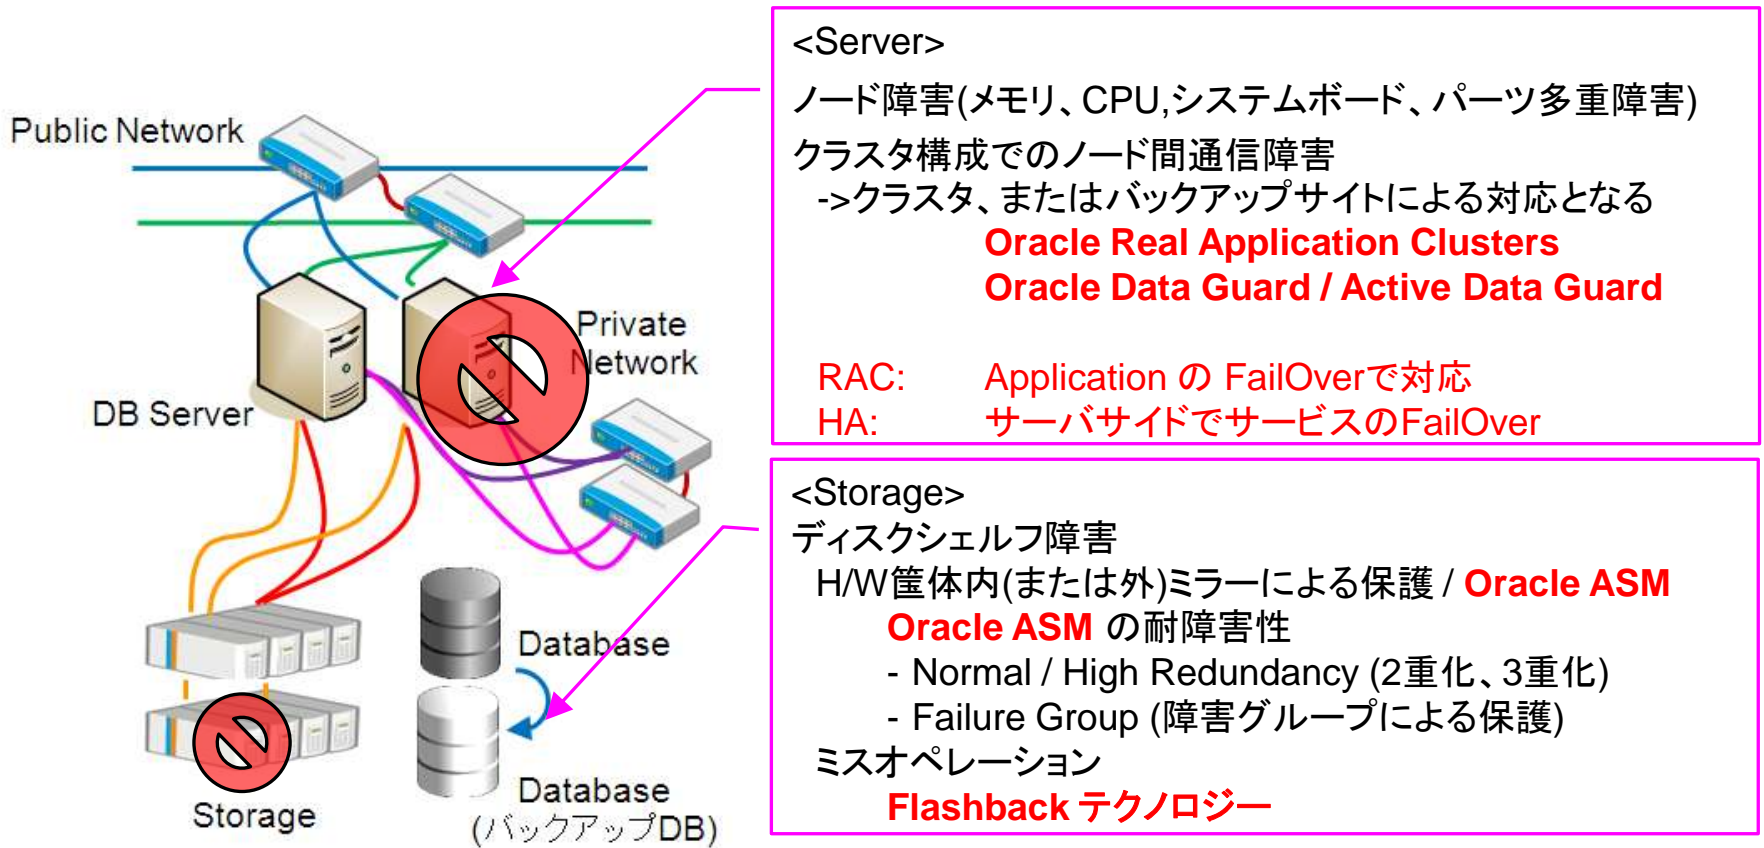 Public Network
DB Server
Private
Network
Storage
Database
Database
(バックアップDB)
<Server>
ノード障害(メモリ、CPU,システムボード、パーツ多重障害)
クラスタ構成でのノード間通信障害
->クラスタ、またはバックアップサイトによる対応となる
Oracle Real Application Clusters
Oracle Data Guard / Active Data Guard
RAC: Application の FailOverで対応
HA: サーバサイドでサービスのFailOver
<Storage>
ディスクシェルフ障害
H/W筐体内(または外)ミラーによる保護 / Oracle ASM
Oracle ASM の耐障害性
- Normal / High Redundancy (2重化、3重化)
- Failure Group (障害グループによる保護)
ミスオペレーション
Flashback テクノロジー